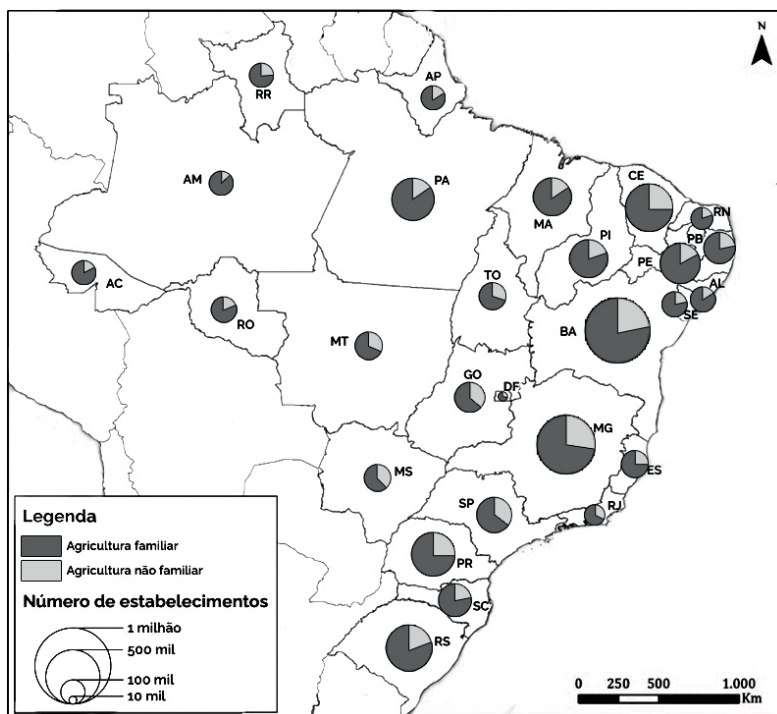 N
RR
AP
AM
PA
MA
CE
RN
PI
PB
PE
AL
SE
AC
RO
TO
BA
MT
GO
DF
MG
ES
MS
SP
RJ
PR
SC
RS
Legenda
Agricultura familiar
Agricultura não familiar
Número de estabelecimentos
1 milhão
500 mil
100 mil
10 mil
0 250 500 1.000
Km